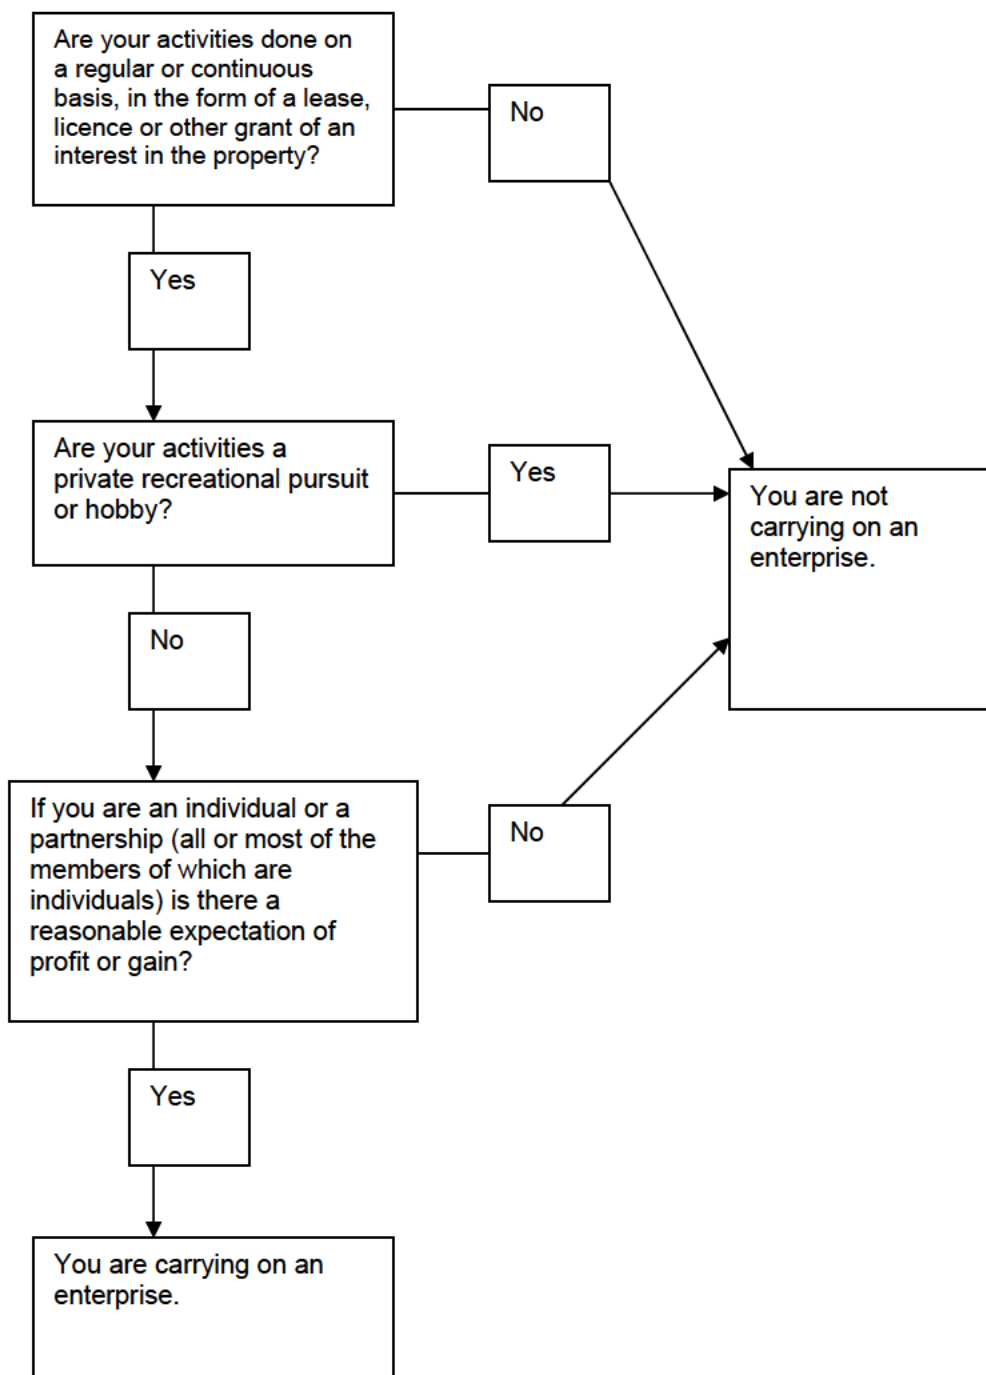 Are your activities done on
a regular or continuous
basis, in the form of a lease,
licence or other grant of an
interest in the property?
No
Yes
Are your activities a
private recreational pursuit
or hobby?
Yes
You are not
carrying on an
enterprise.
No
If you are an individual or a
partnership (all or most of the
members of which are
individuals) is there a
reasonable expectation of
profit or gain?
No
Yes
You are carrying on an
enterprise.